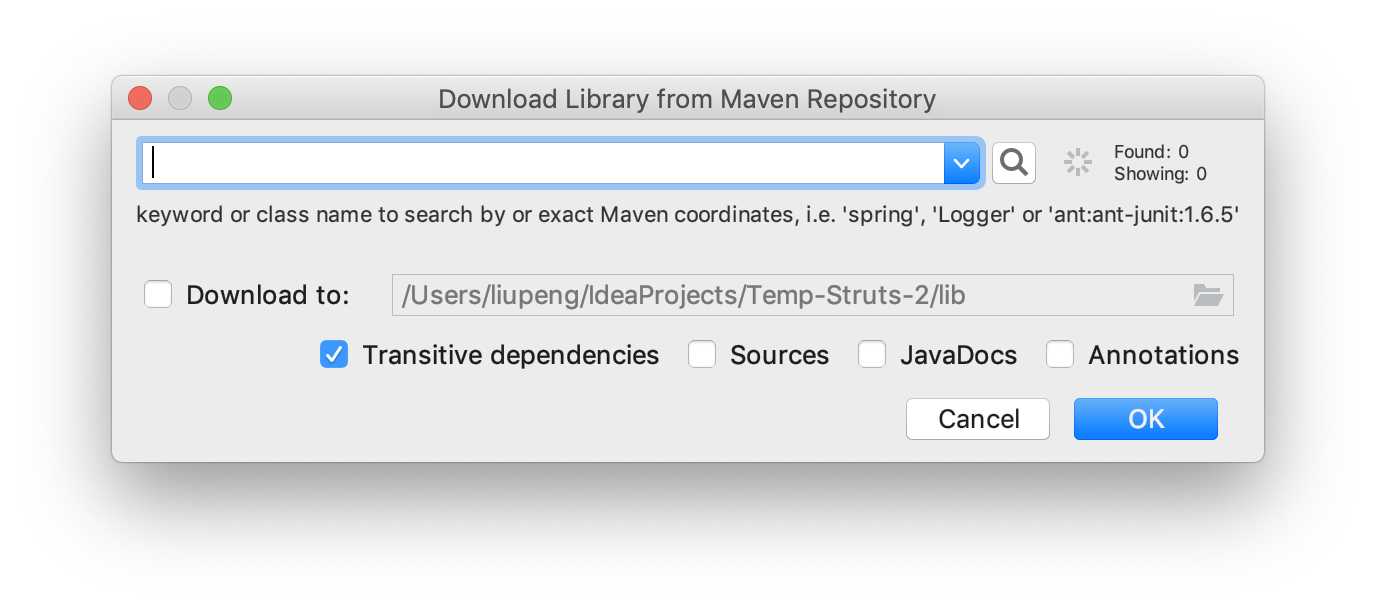 Download Library from Maven Repository
Found: 0
Showing: 0
keyword or class name to search by or exact Maven coordinates, i.e. 'spring', 'Logger' or 'ant:ant-junit:1.6.5'
Download to: /Users/liupeng/IdeaProjects/Temp-Struts-2/lib
Transitive dependencies Sources JavaDocs Annotations
Cancel OK